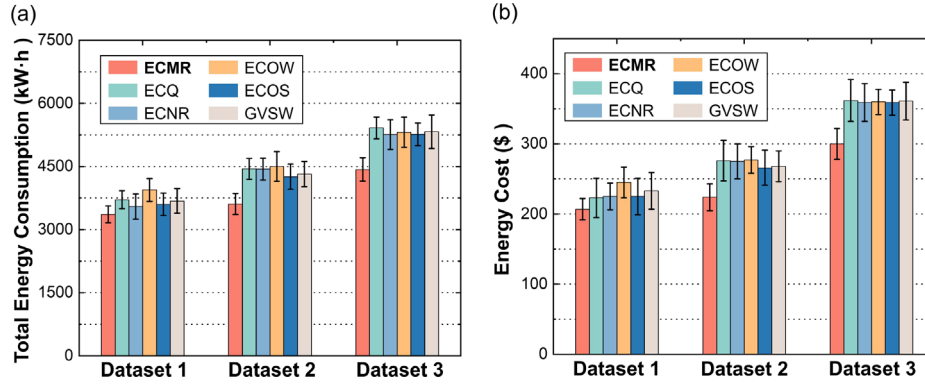 (a)
Total Energy Consumption (kW·h)
7500
6000
4500
3000
1500
0
ECMR
ECOW
ECQ
ECOS
ECNR
GVSW
Dataset 1
Dataset 2
Dataset 3
(b)
Energy Cost ($)
400
300
200
100
0
ECMR
ECOW
ECQ
ECOS
ECNR
GVSW
Dataset 1
Dataset 2
Dataset 3